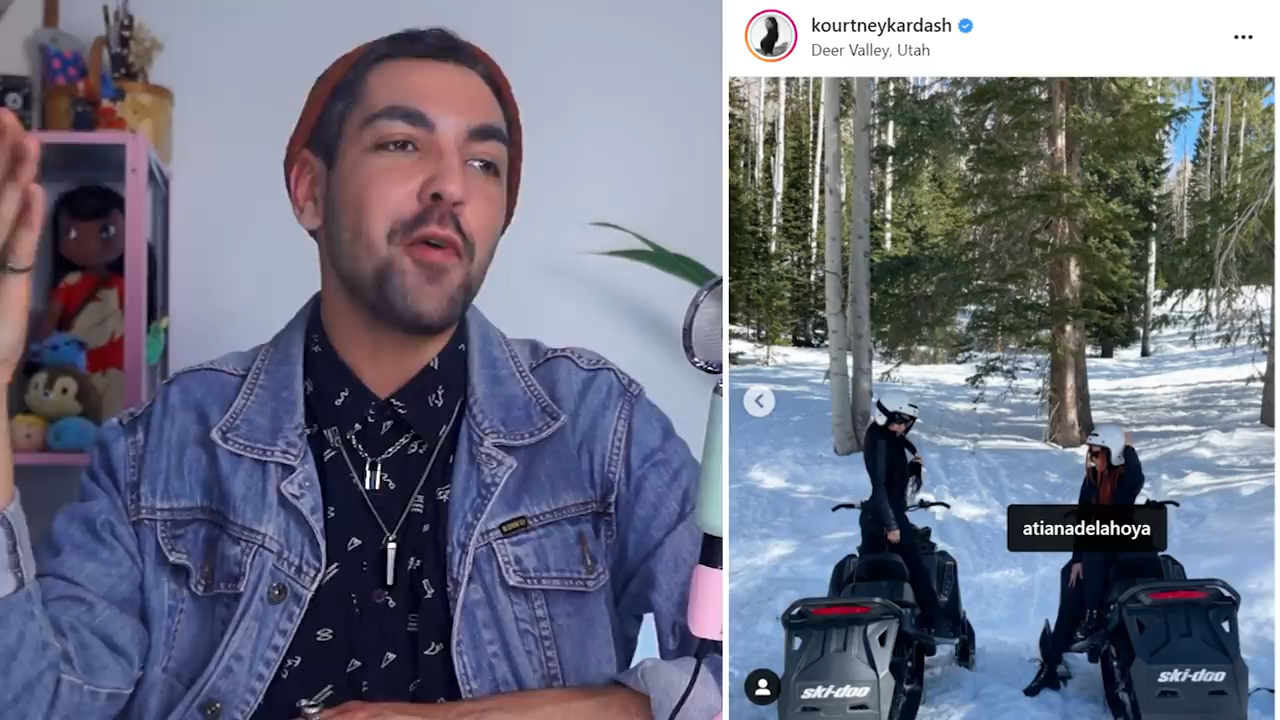 kourtneykardash
Deer Valley, Utah
atianadelahoya
ski-doo
ski-doo